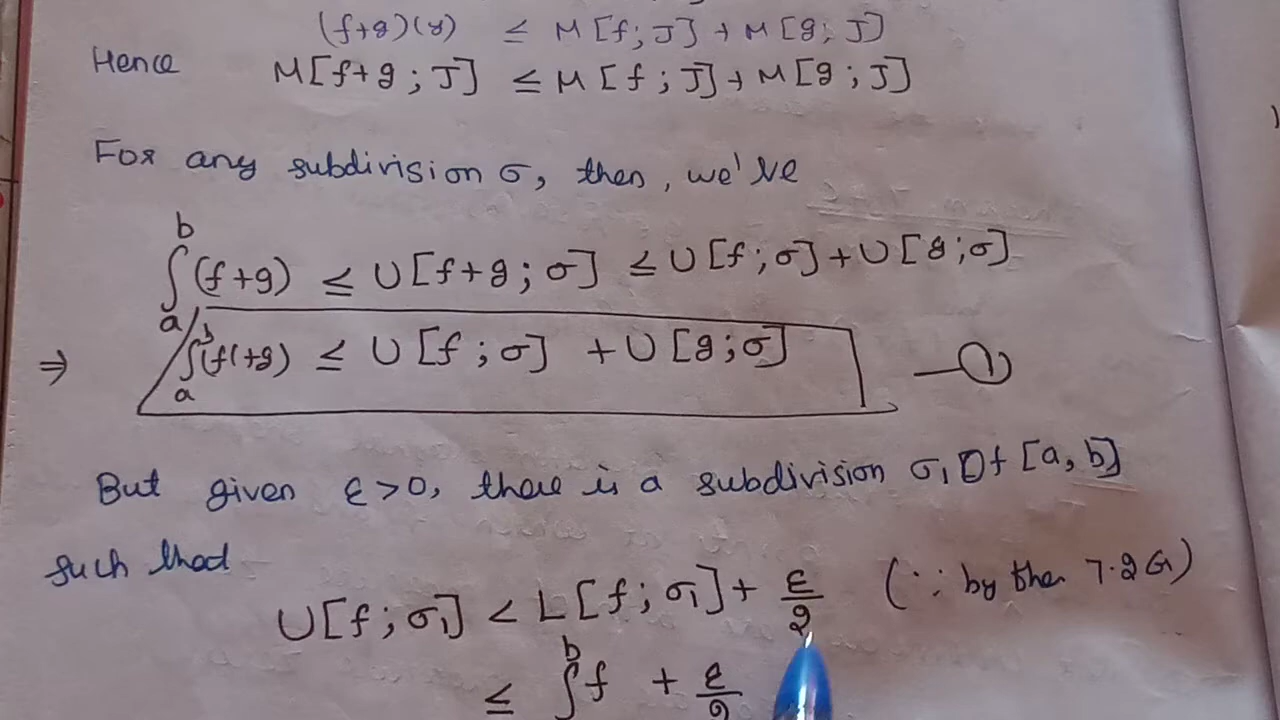 (f+g)(x) ≤ M[f;J] + M[g;J]
Hence M[f+g;J] ≤ M[f;J] + M[g;J]
For any subdivision σ, then, we've
∫_a^b (f+g) ≤ U[f+g;σ] ≤ U[f;σ] + U[g;σ]
⇒ ∫_a^b (f(+g) ≤ U[f;σ] + U[g;σ] —①
But given ε>0, there is a subdivision σ₁ Of [a,b]
such that
U[f;σ₁] < L[f;σ₁] + ε/2 (∵ by thm 7.2G)
≤ ∫^b f + ε/2